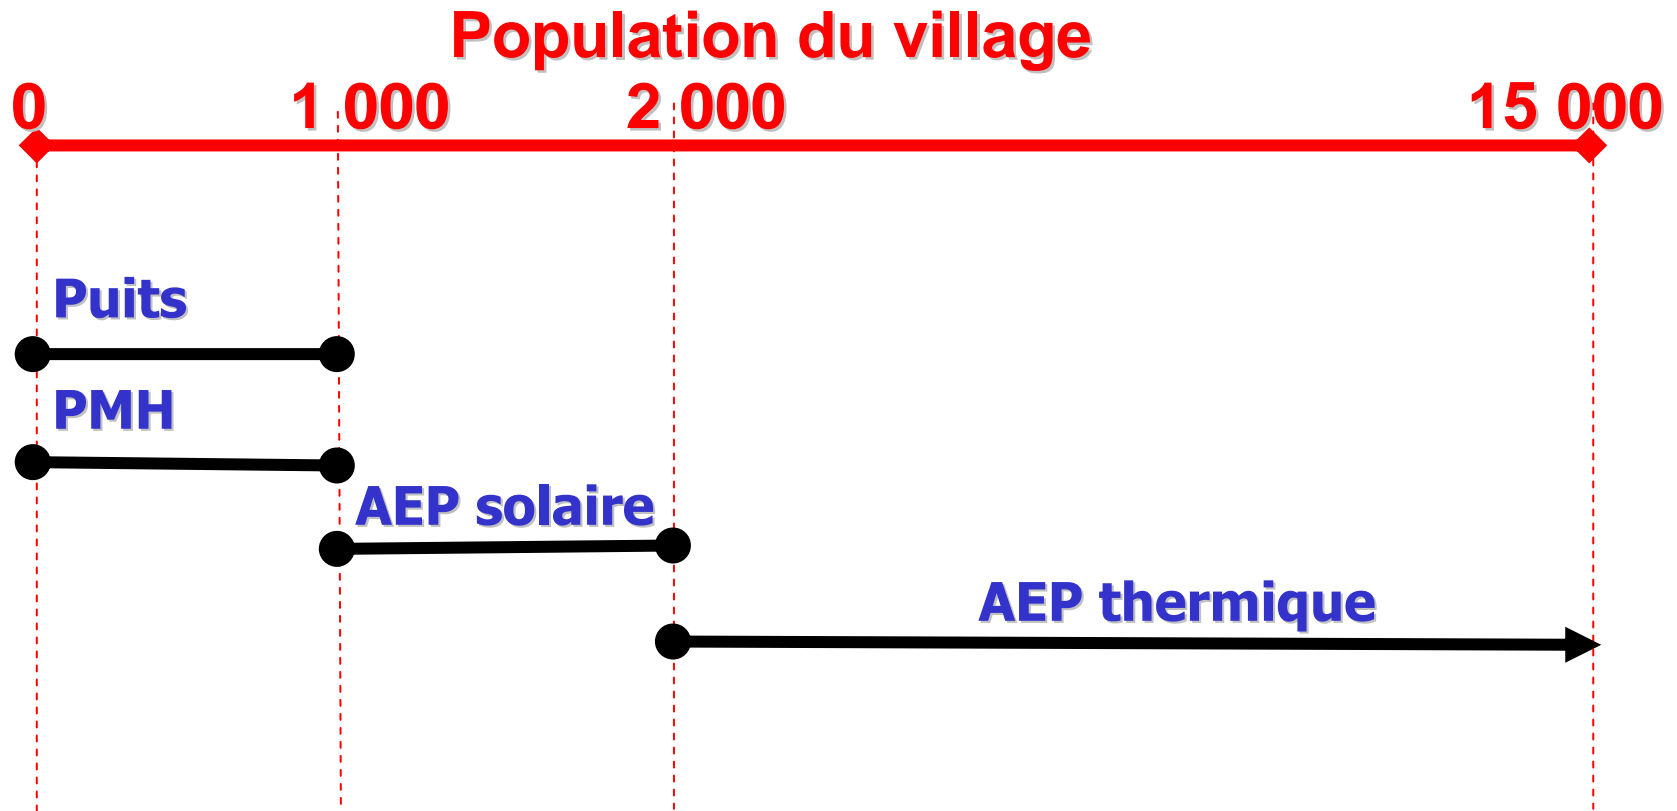 Population du village
0 1 000 2 000 15 000
Puits
PMH
AEP solaire
AEP thermique